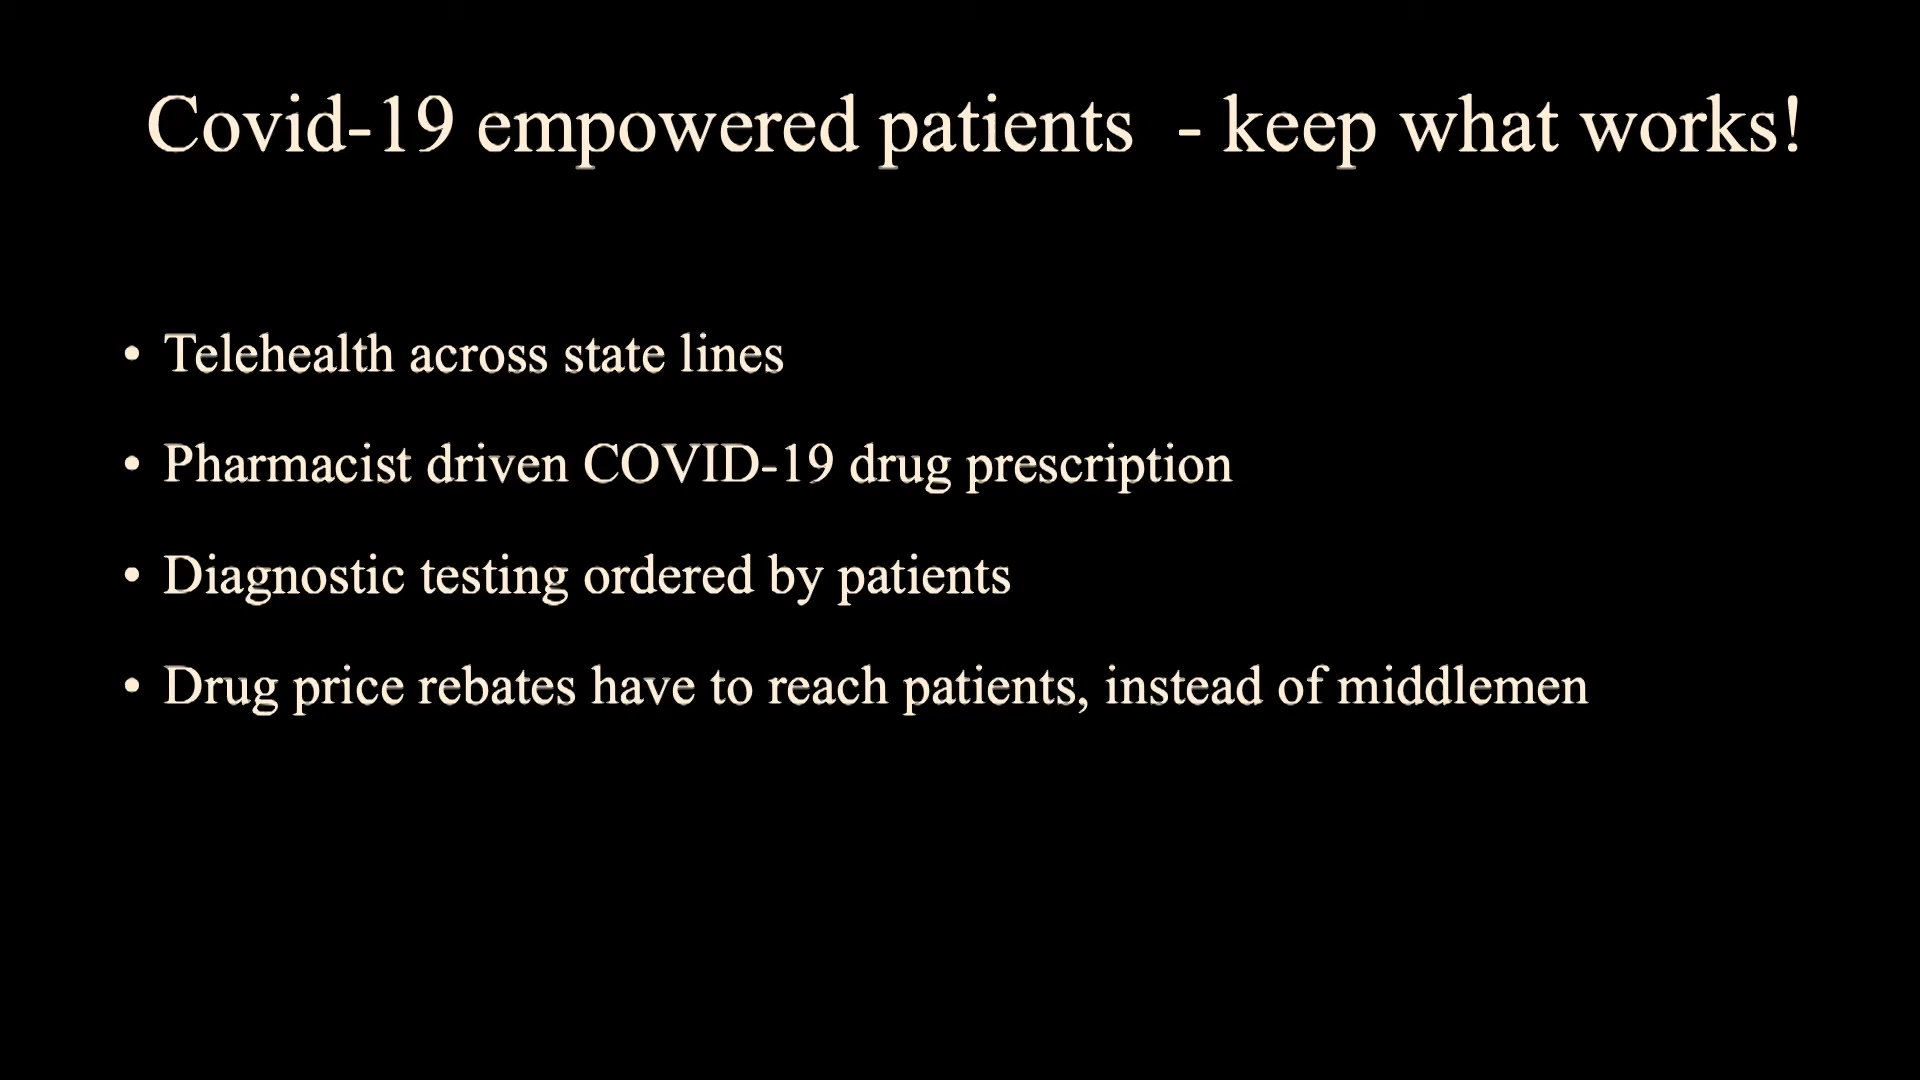 Covid-19 empowered patients  - keep what works!
• Telehealth across state lines
• Pharmacist driven COVID-19 drug prescription
• Diagnostic testing ordered by patients
• Drug price rebates have to reach patients, instead of middlemen